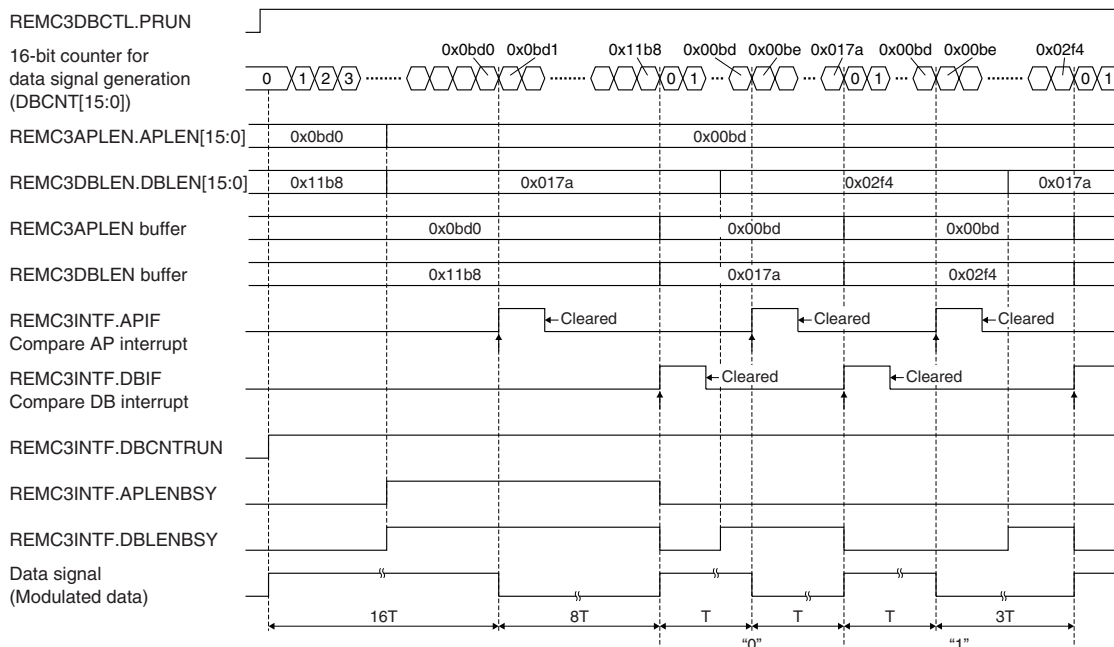 REMC3DBCTL.PRUN
16-bit counter for
data signal generation
(DBCNT[15:0])
0x0bd0 0x0bd1 0x11b8 0x00bd 0x00be 0x017a 0x00bd 0x00be 0x02f4
0 1 2 3 0 1 0 1 0 1
REMC3APLEN.APLEN[15:0] 0x0bd0 0x00bd
REMC3DBLEN.DBLEN[15:0] 0x11b8 0x017a 0x02f4 0x017a
REMC3APLEN buffer 0x0bd0 0x00bd 0x00bd
REMC3DBLEN buffer 0x11b8 0x017a 0x02f4
REMC3INTF.APIF
Compare AP interrupt
Cleared Cleared Cleared
REMC3INTF.DBIF
Compare DB interrupt
Cleared Cleared
REMC3INTF.DBCNTRUN
REMC3INTF.APLENBSY
REMC3INTF.DBLENBSY
Data signal
(Modulated data)
16T 8T T T T 3T
“0” “1”